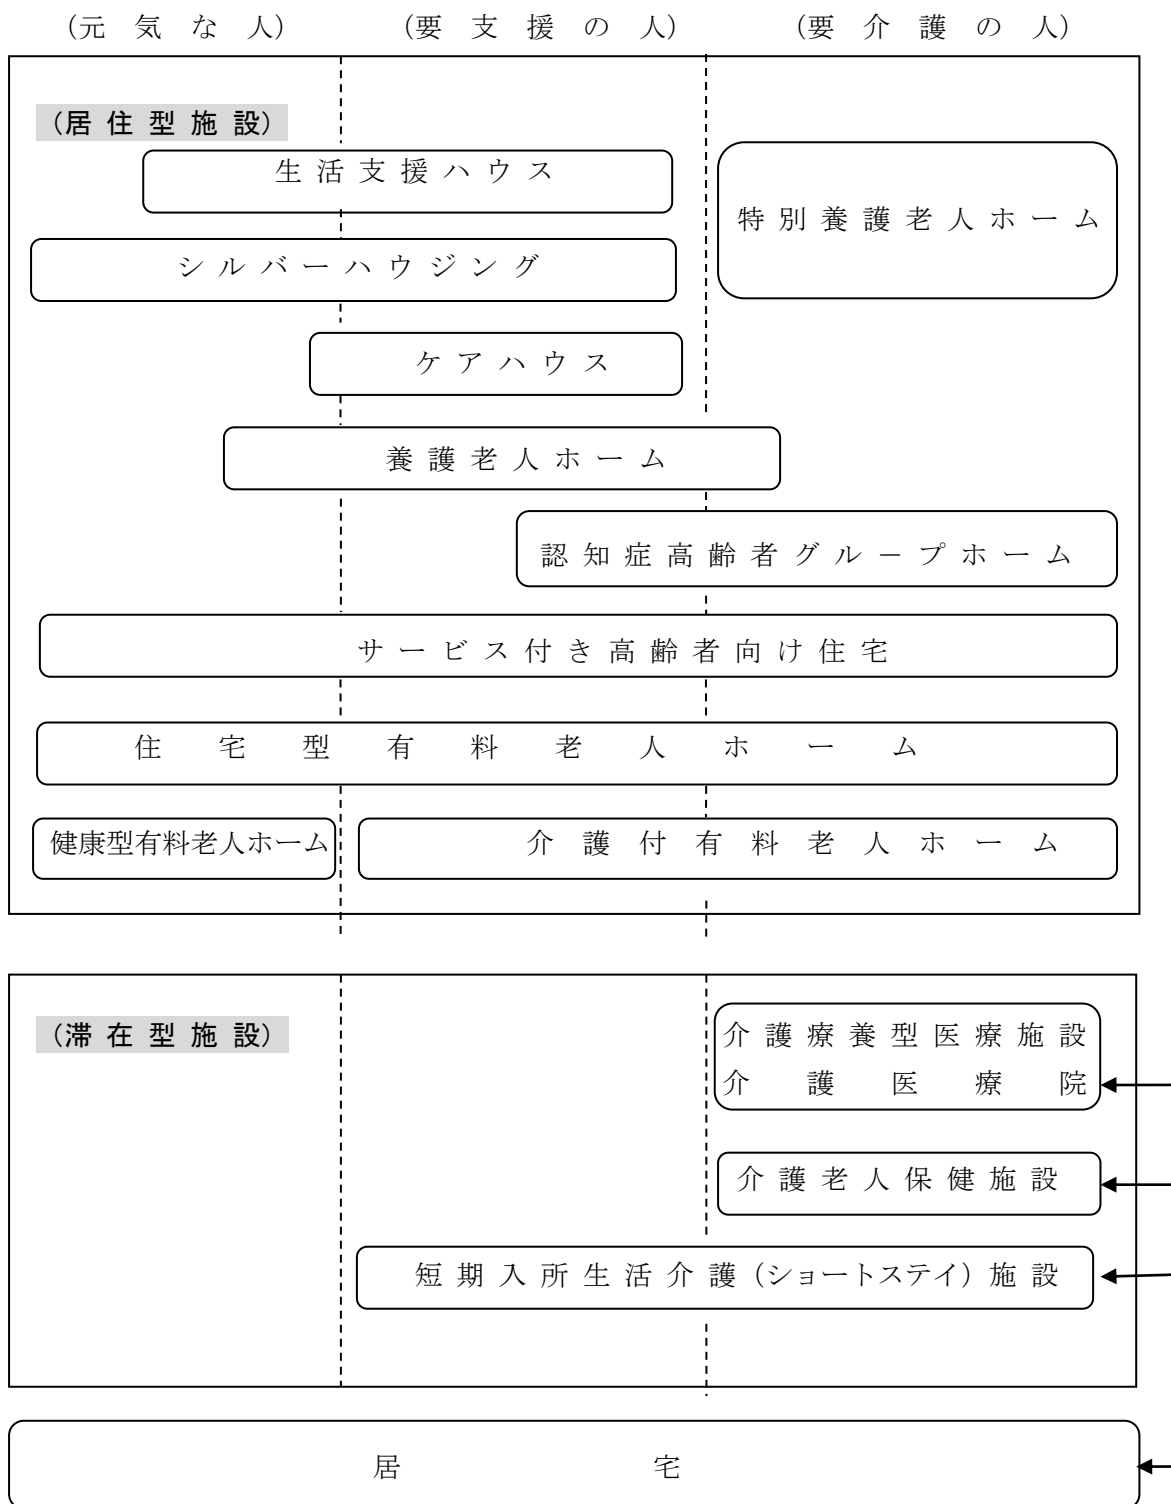 (元気な人) (要支援の人) (要介護の人)
(居住型施設)
生活支援ハウス
特別養護老人ホーム
シルバーハウジング
ケアハウス
養護老人ホーム
認知症高齢者グループホーム
サービス付き高齢者向け住宅
住宅型有料老人ホーム
健康型有料老人ホーム 介護付有料老人ホーム
(滞在型施設)
介護療養型医療施設
介護医療院
介護老人保健施設
短期入所生活介護(ショートステイ)施設
居宅